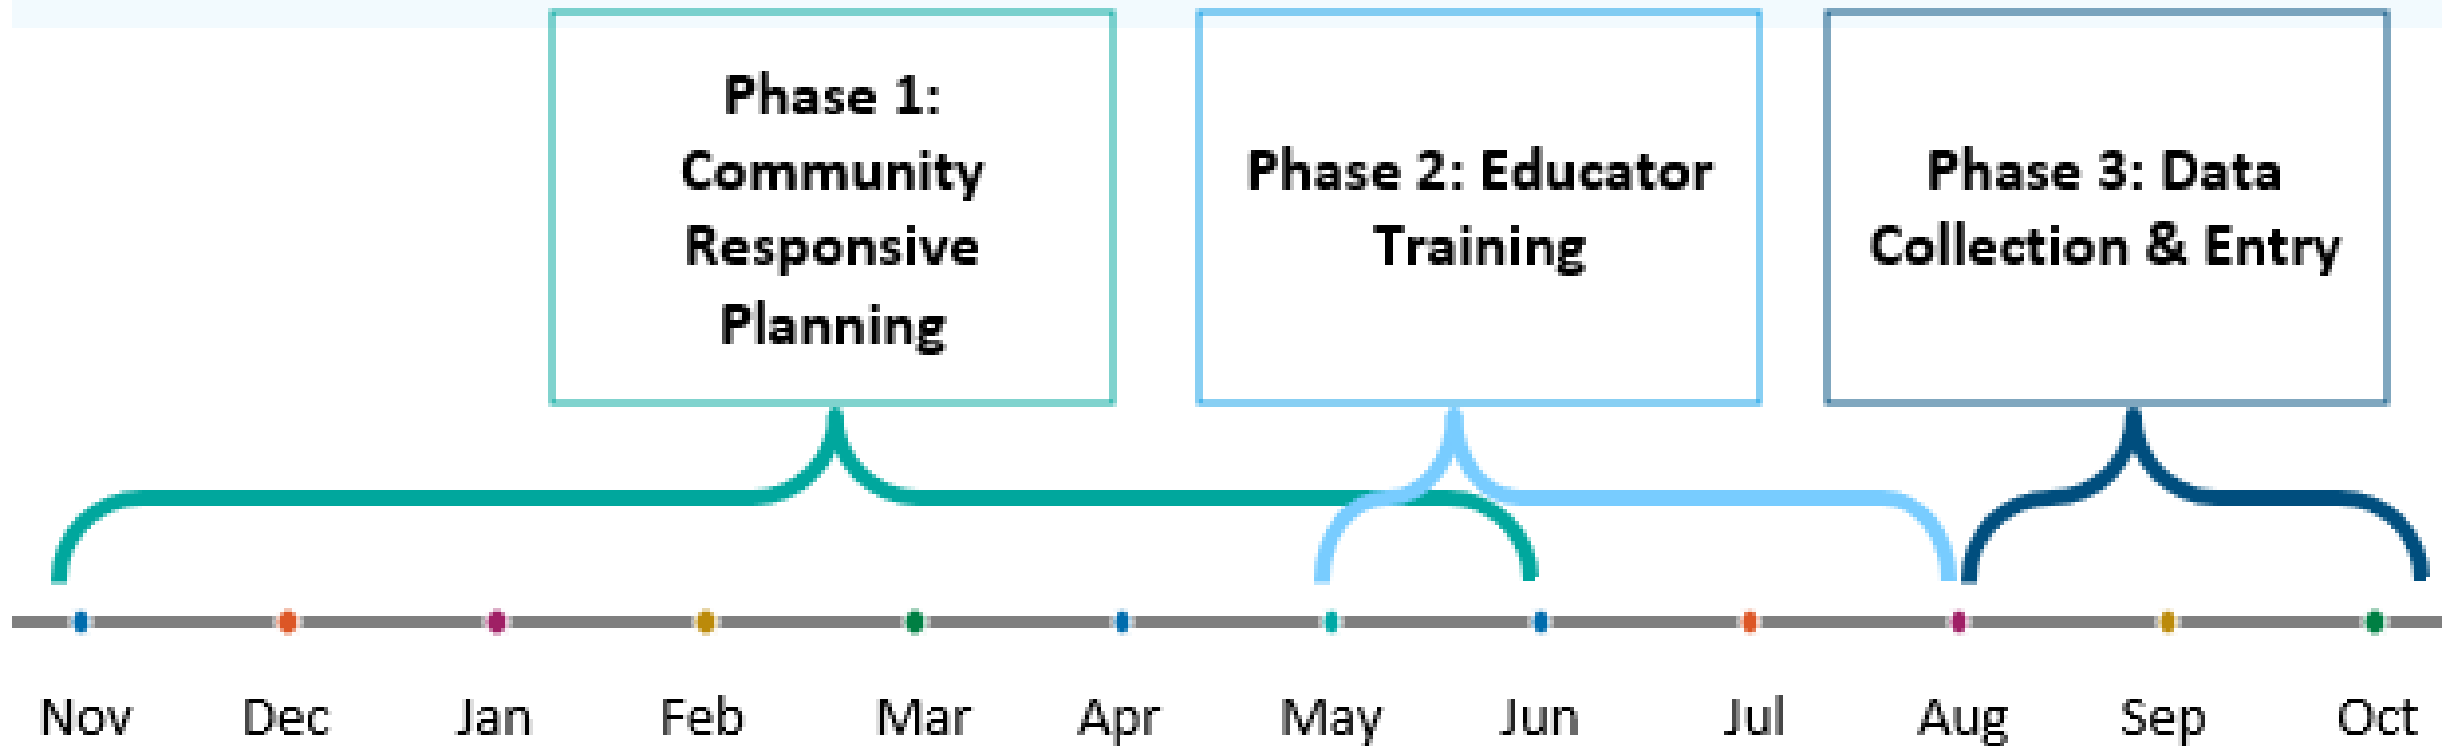 Phase 1:
Community
Responsive
Planning
Phase 2: Educator
Training
Phase 3: Data
Collection & Entry
Nov Dec Jan Feb Mar Apr May Jun Jul Aug Sep Oct